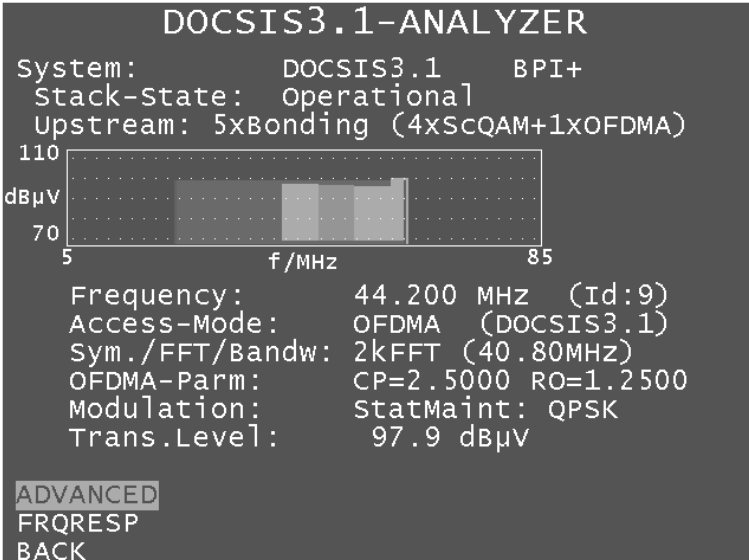 DOCSIS3.1-ANALYZER
System: DOCSIS3.1 BPI+
Stack-State: Operational
Upstream: 5xBonding (4xScQAM+1xOFDMA)
110
dBµV
70
5 f/MHz 85
Frequency: 44.200 MHz (Id:9)
Access-Mode: OFDMA (DOCSIS3.1)
Sym./FFT/Bandw: 2kFFT (40.80MHz)
OFDMA-Parm: CP=2.5000 RO=1.2500
Modulation: StatMaint: QPSK
Trans.Level: 97.9 dBµV
ADVANCED
FRQRESP
BACK